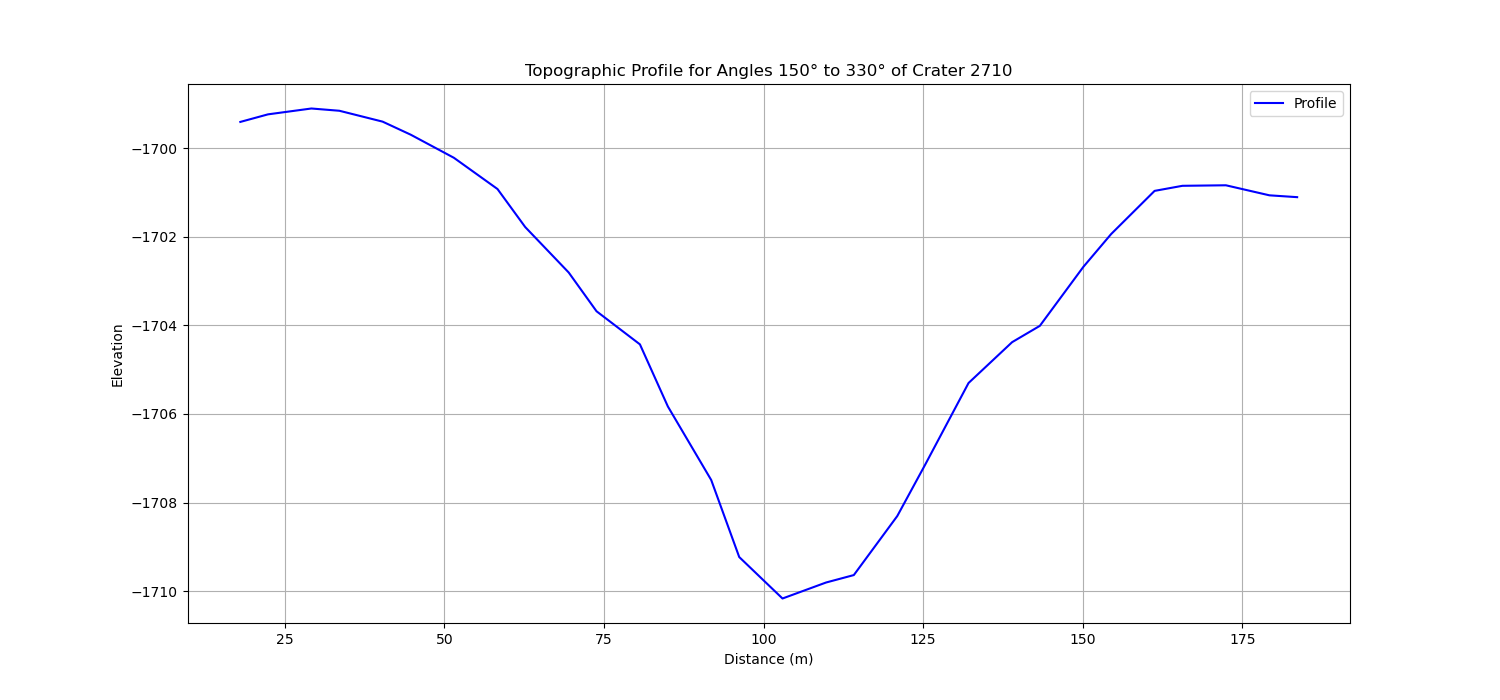 Topographic Profile for Angles 150° to 330° of Crater 2710
Profile
−1700
−1702
−1704
−1706
−1708
−1710
Elevation
25 50 75 100 125 150 175
Distance (m)